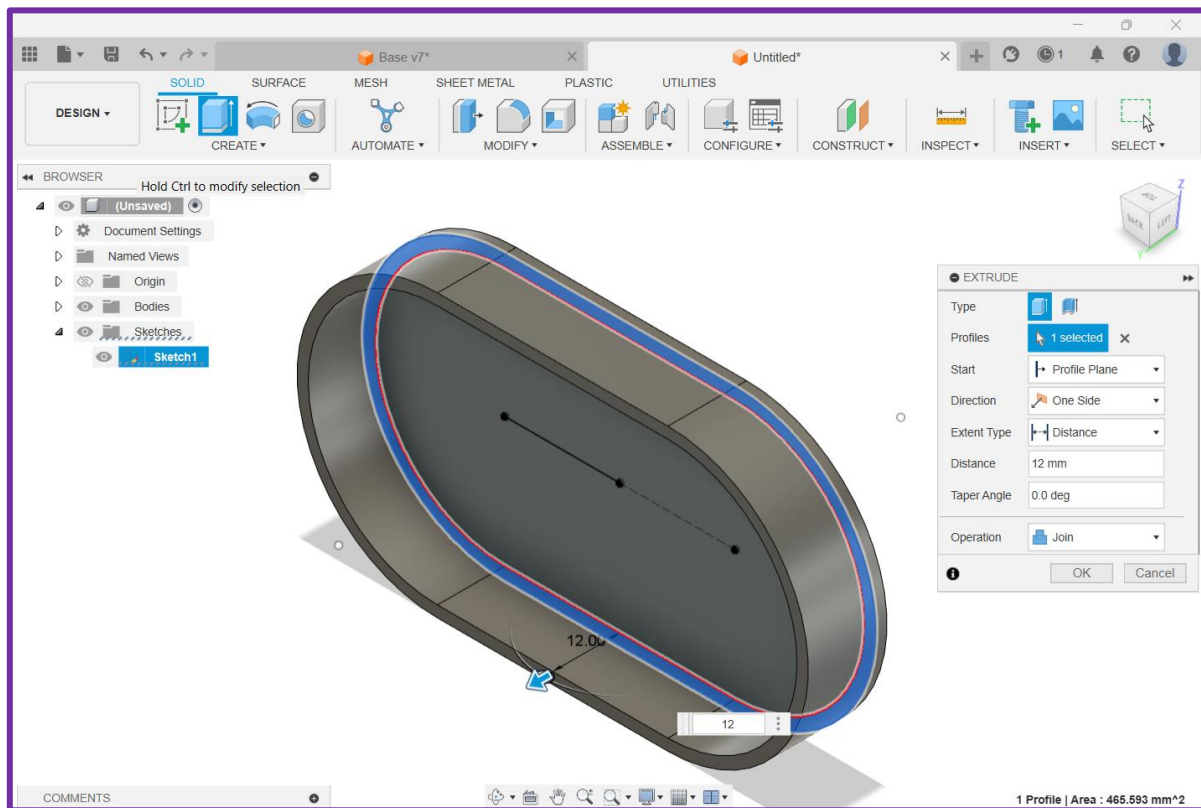 Base v7*
Untitled*
1
SOLID SURFACE MESH SHEET METAL PLASTIC UTILITIES
DESIGN
CREATE AUTOMATE MODIFY ASSEMBLE CONFIGURE CONSTRUCT INSPECT INSERT SELECT
BROWSER
Hold Ctrl to modify selection
(Unsaved)
Document Settings
Named Views
Origin
Bodies
Sketches
Sketch1
Z
TOP
BACK LEFT
Y
EXTRUDE
Type
Profiles 1 selected
Start Profile Plane
Direction One Side
Extent Type Distance
Distance 12 mm
Taper Angle 0.0 deg
Operation Join
OK Cancel
12.00
12
COMMENTS
1 Profile | Area : 465.593 mm^2